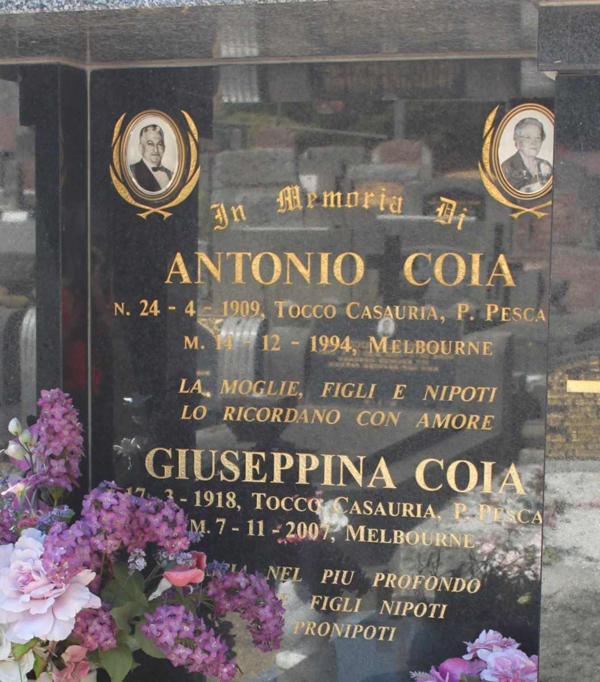 In Memoria Di
ANTONIO COIA
N. 24 - 4 - 1909, TOCCO CASAURIA, P. PESCA
M. 14 - 12 - 1994, MELBOURNE
LA MOGLIE, FIGLI E NIPOTI
LO RICORDANO CON AMORE
GIUSEPPINA COIA
17 - 3 - 1918, TOCCO CASAURIA, P. PESCA
M. 7 - 11 - 2007, MELBOURNE
NEL PIU PROFONDO
FIGLI NIPOTI
PRONIPOTI